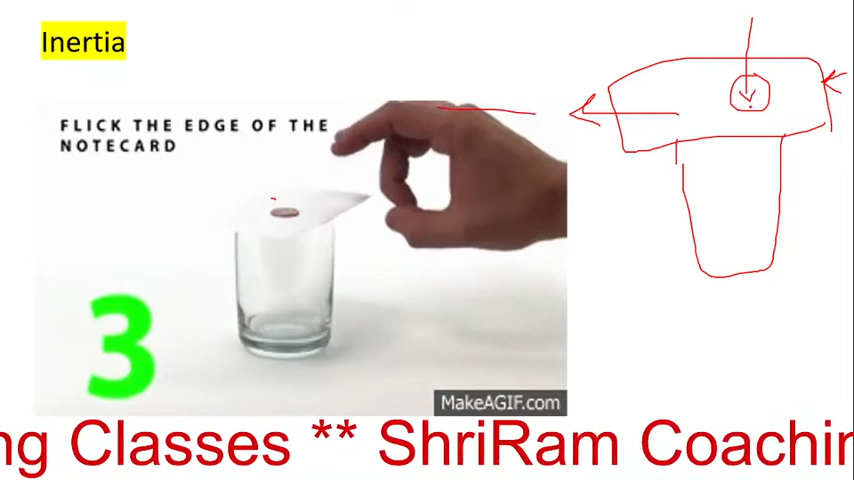 Inertia
FLICK THE EDGE OF THE
NOTECARD
3
MakeAGIF.com
ng Classes ** ShriRam Coachin